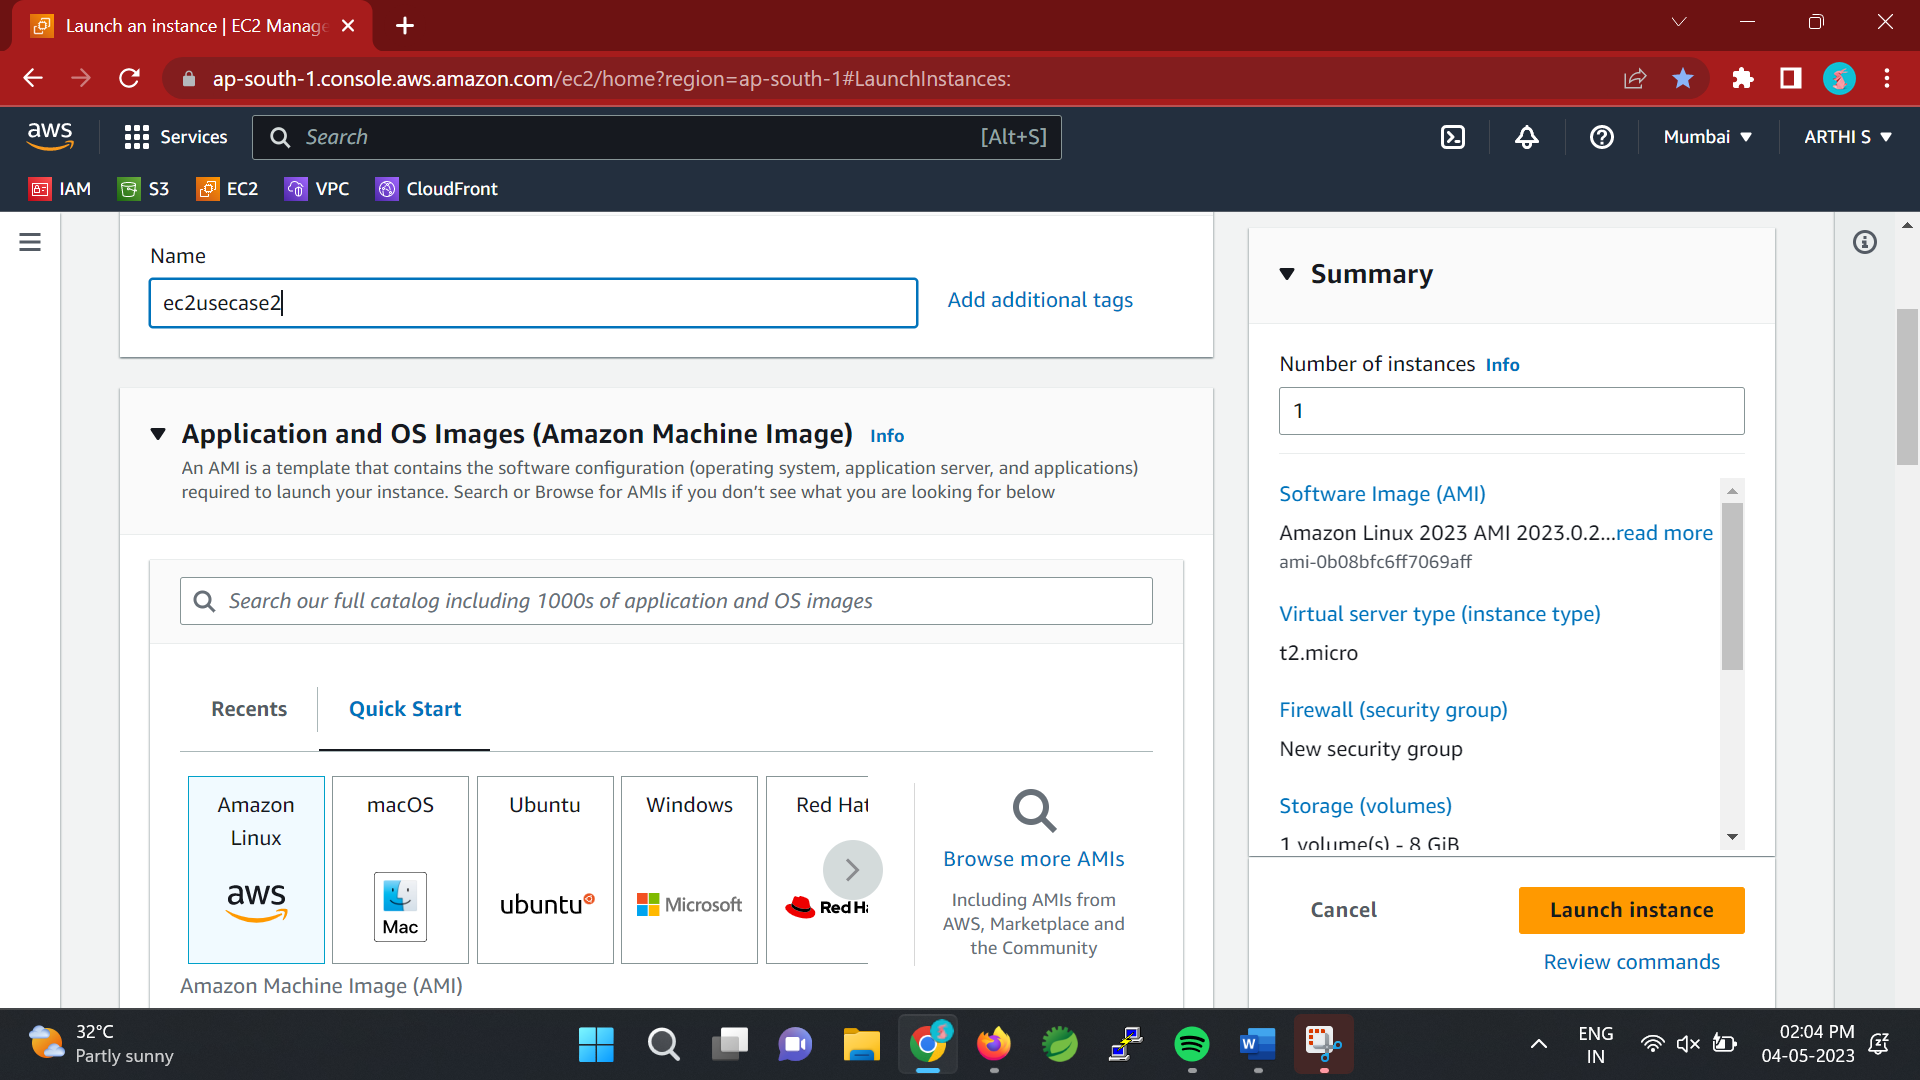 Launch an instance | EC2 Manage
ap-south-1.console.aws.amazon.com/ec2/home?region=ap-south-1#LaunchInstances:
aws
Services
Search
[Alt+S]
Mumbai
ARTHI S
IAM
S3
EC2
VPC
CloudFront
Name
ec2usecase2
Add additional tags
Application and OS Images (Amazon Machine Image) Info
An AMI is a template that contains the software configuration (operating system, application server, and applications)
required to launch your instance. Search or Browse for AMIs if you don’t see what you are looking for below
Search our full catalog including 1000s of application and OS images
Recents
Quick Start
Amazon
Linux
aws
macOS
Mac
Ubuntu
ubuntu
Windows
Microsoft
Red Hat
Red Ha
Browse more AMIs
Including AMIs from
AWS, Marketplace and
the Community
Amazon Machine Image (AMI)
Summary
Number of instances Info
1
Software Image (AMI)
Amazon Linux 2023 AMI 2023.0.2...read more
ami-0b08bfc6ff7069aff
Virtual server type (instance type)
t2.micro
Firewall (security group)
New security group
Storage (volumes)
1 volume(s) - 8 GiB
Cancel
Launch instance
Review commands
32°C
Partly sunny
W
ENG
IN
02:04 PM
04-05-2023